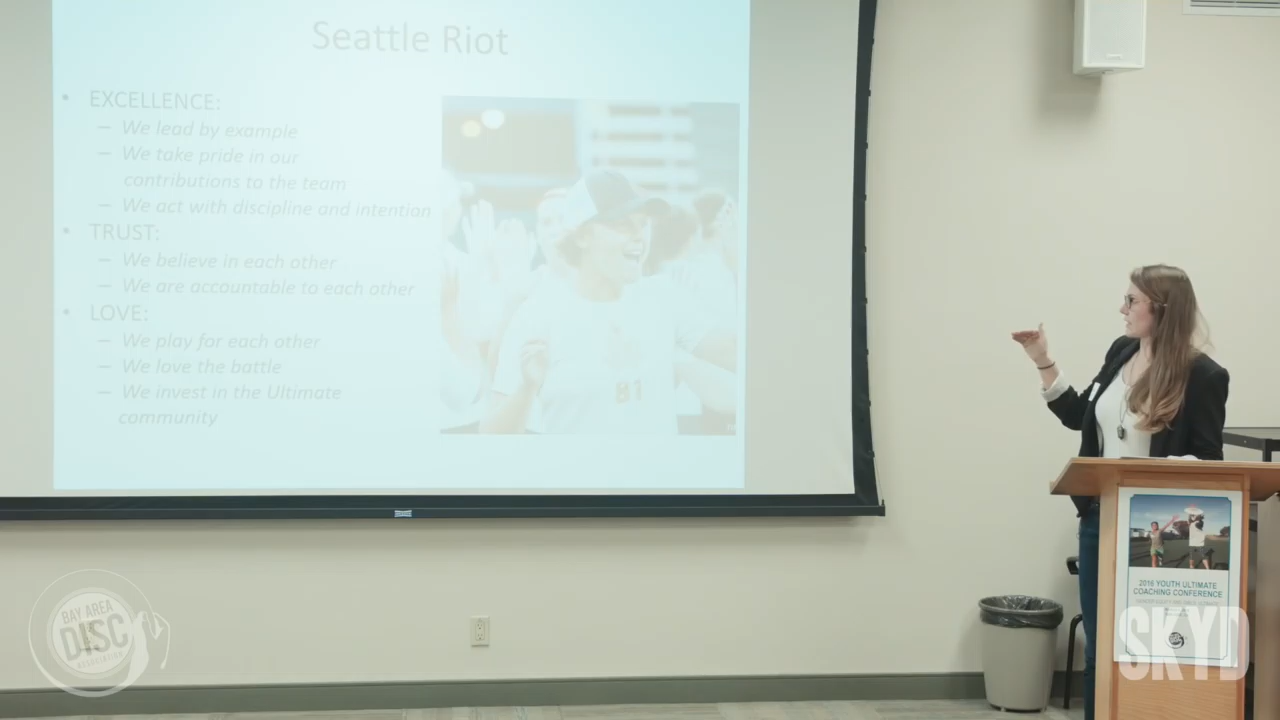 Seattle Riot
• EXCELLENCE:
– We lead by example
– We take pride in our
contributions to the team
– We act with discipline and intention
• TRUST:
– We believe in each other
– We are accountable to each other
• LOVE:
– We play for each other
– We love the battle
– We invest in the Ultimate
community
81
2016 YOUTH ULTIMATE
COACHING CONFERENCE
BAY AREA
DISC
ASSOCIATION
SKYD